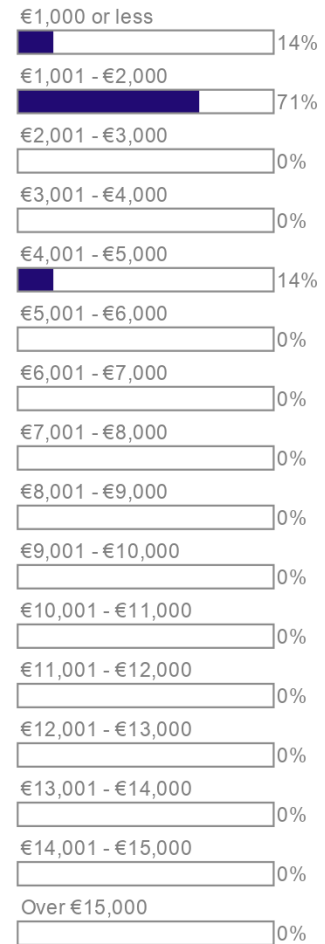 €1,000 or less
14%
€1,001 - €2,000
71%
€2,001 - €3,000
0%
€3,001 - €4,000
0%
€4,001 - €5,000
14%
€5,001 - €6,000
0%
€6,001 - €7,000
0%
€7,001 - €8,000
0%
€8,001 - €9,000
0%
€9,001 - €10,000
0%
€10,001 - €11,000
0%
€11,001 - €12,000
0%
€12,001 - €13,000
0%
€13,001 - €14,000
0%
€14,001 - €15,000
0%
Over €15,000
0%